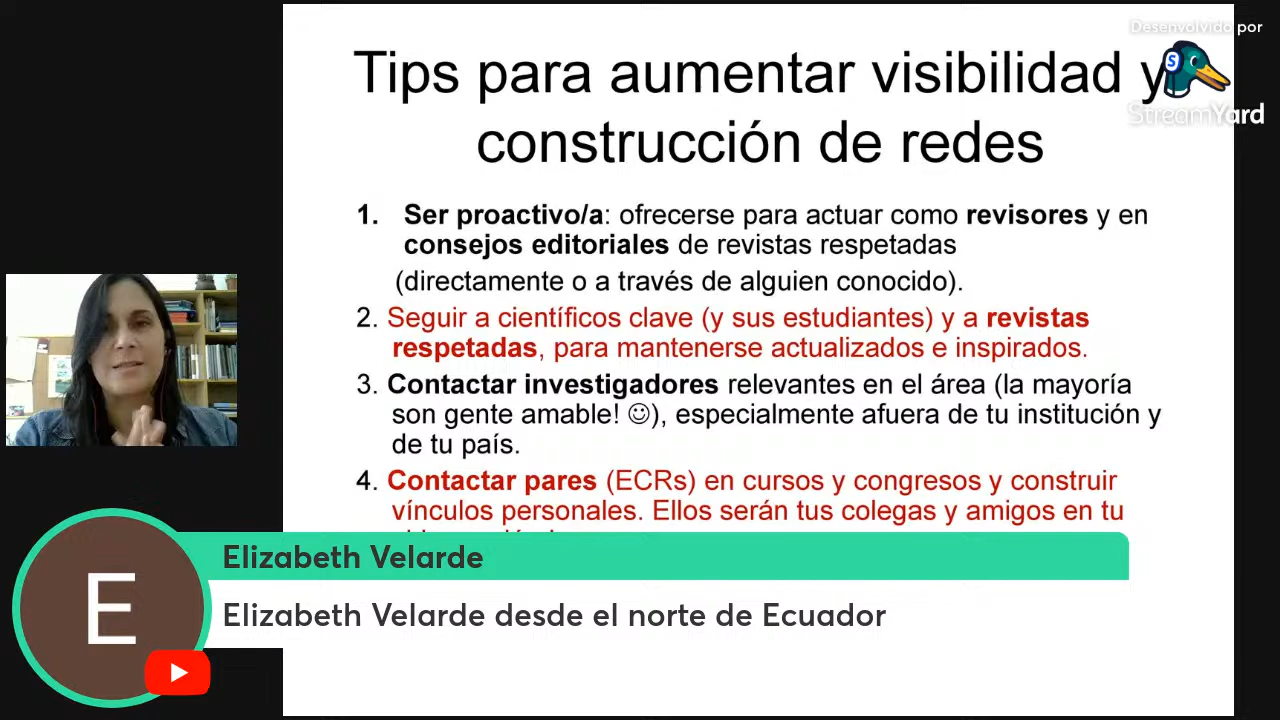 Desenvolvido por
StreamYard
Tips para aumentar visibilidad y
construcción de redes
1. Ser proactivo/a: ofrecerse para actuar como revisores y en
consejos editoriales de revistas respetadas
(directamente o a través de alguien conocido).
2. Seguir a científicos clave (y sus estudiantes) y a revistas
respetadas, para mantenerse actualizados e inspirados.
3. Contactar investigadores relevantes en el área (la mayoría
son gente amable! ☺), especialmente afuera de tu institución y
de tu país.
4. Contactar pares (ECRs) en cursos y congresos y construir
vínculos personales. Ellos serán tus colegas y amigos en tu
E
Elizabeth Velarde
Elizabeth Velarde desde el norte de Ecuador